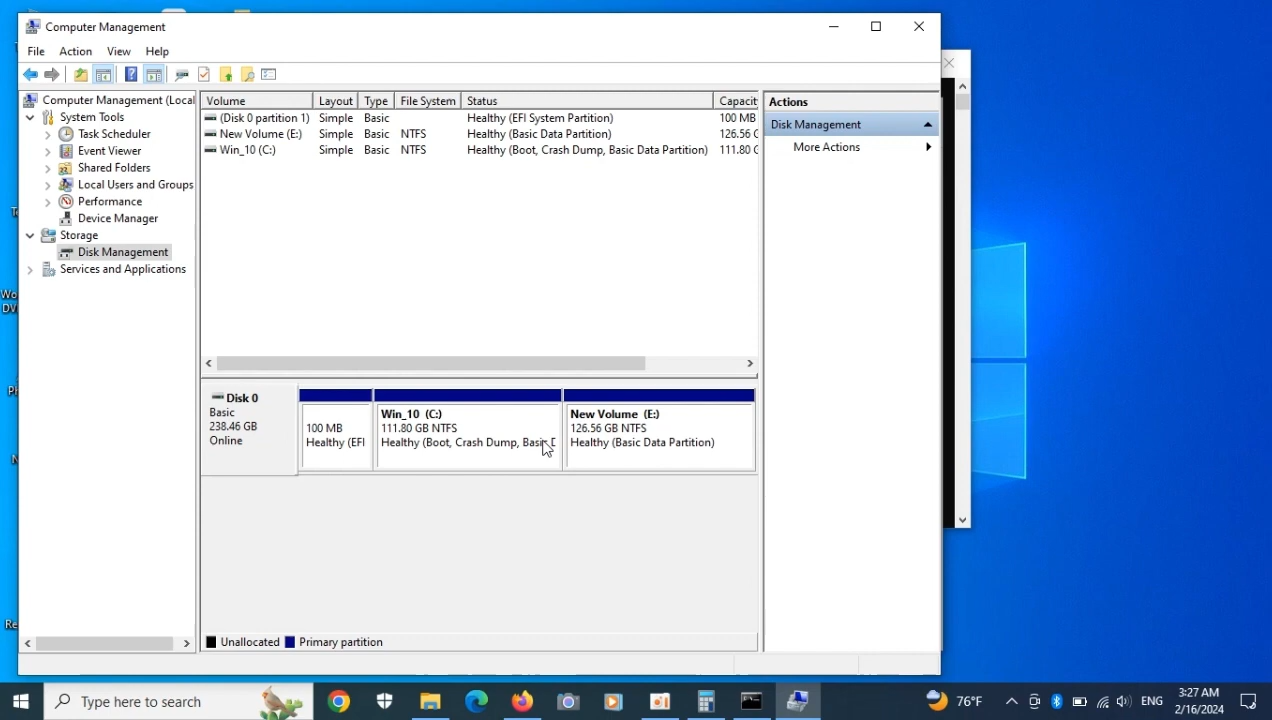 Computer Management
File Action View Help
Computer Management (Local
System Tools
Task Scheduler
Event Viewer
Shared Folders
Local Users and Groups
Performance
Device Manager
Storage
Disk Management
Services and Applications
Volume Layout Type File System Status Capacit
(Disk 0 partition 1) Simple Basic Healthy (EFI System Partition) 100 MB
New Volume (E:) Simple Basic NTFS Healthy (Basic Data Partition) 126.56 G
Win_10 (C:) Simple Basic NTFS Healthy (Boot, Crash Dump, Basic Data Partition) 111.80 G
Actions
Disk Management
More Actions
Disk 0
Basic
238.46 GB
Online
100 MB
Healthy (EFI
Win_10 (C:)
111.80 GB NTFS
Healthy (Boot, Crash Dump, Basic D
New Volume (E:)
126.56 GB NTFS
Healthy (Basic Data Partition)
Unallocated Primary partition
Type here to search
76°F
ENG
3:27 AM
2/16/2024